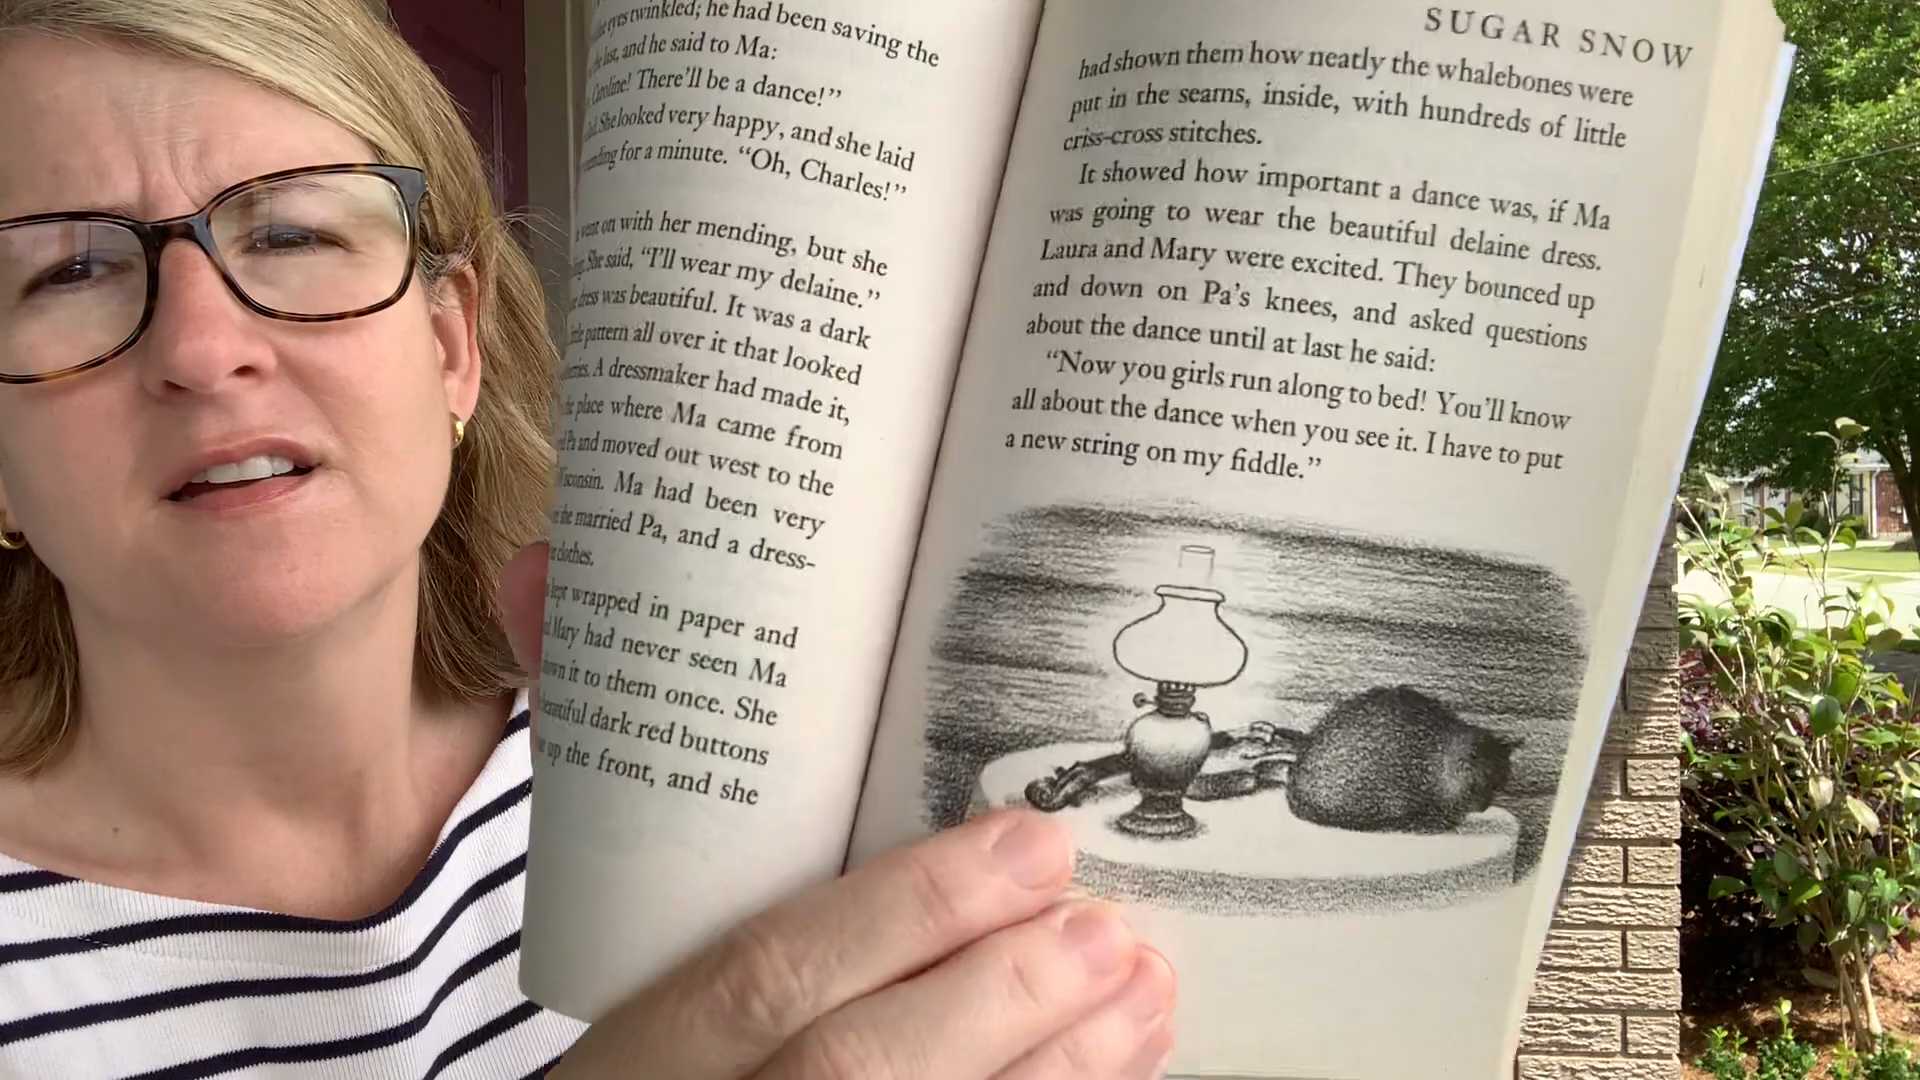 eyes twinkled; he had been saving the
last, and he said to Ma:
Caroline! There'll be a dance!"
She looked very happy, and she laid
mending for a minute. "Oh, Charles!"
went on with her mending, but she
She said, "I'll wear my delaine."
dress was beautiful. It was a dark
little pattern all over it that looked
A dressmaker had made it,
the place where Ma came from
Pa and moved out west to the
Wisconsin. Ma had been very
she married Pa, and a dress-
clothes.
kept wrapped in paper and
Mary had never seen Ma
shown it to them once. She
beautiful dark red buttons
up the front, and she
SUGAR SNOW
had shown them how neatly the whalebones were
put in the seams, inside, with hundreds of little
criss-cross stitches.
It showed how important a dance was, if Ma
was going to wear the beautiful delaine dress.
Laura and Mary were excited. They bounced up
and down on Pa's knees, and asked questions
about the dance until at last he said:
"Now you girls run along to bed! You'll know
all about the dance when you see it. I have to put
a new string on my fiddle."